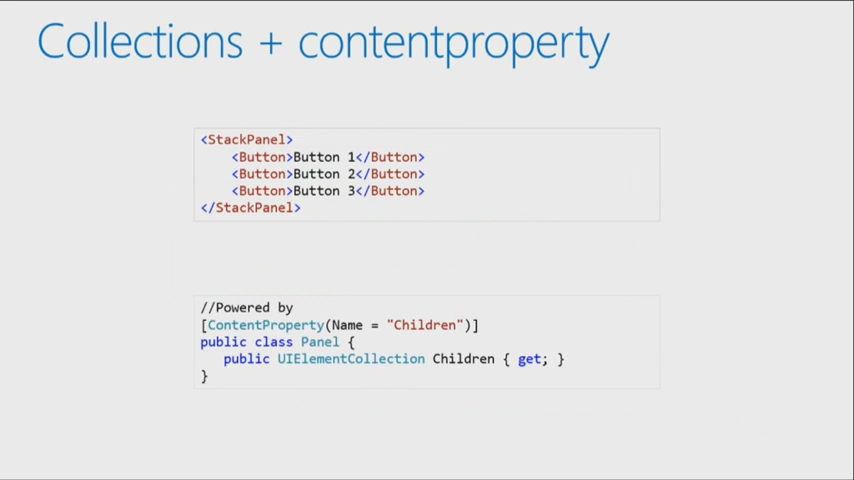 Collections + contentproperty
<StackPanel>
    <Button>Button 1</Button>
    <Button>Button 2</Button>
    <Button>Button 3</Button>
</StackPanel>
//Powered by
[ContentProperty(Name = "Children")]
public class Panel {
   public UIElementCollection Children { get; }
}